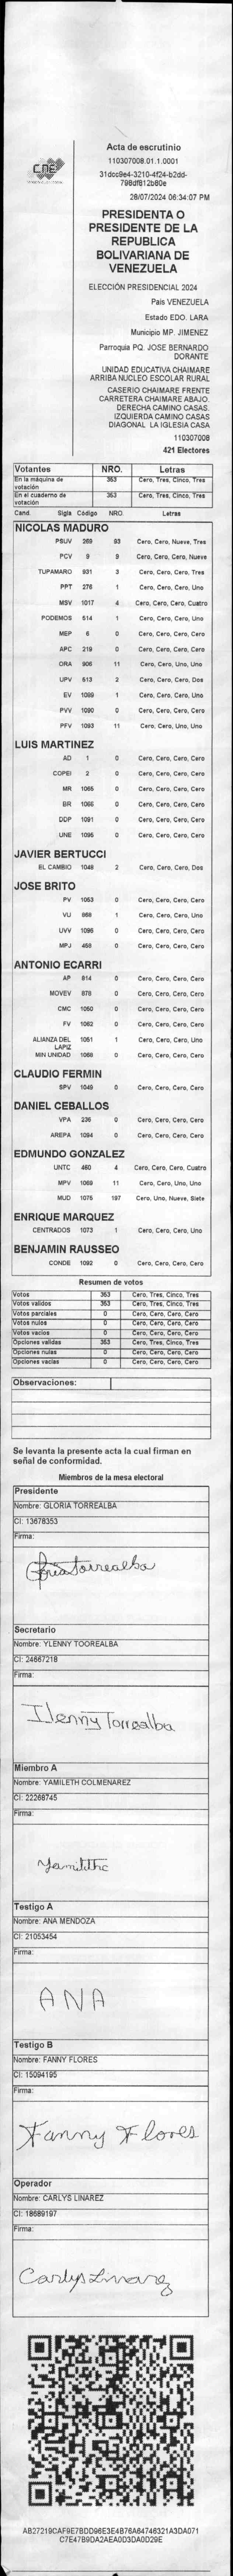 CNE
Acta de escrutinio
110307008.01.1.0001
31dcc9e4-3210-4f24-b2dd-
798df812b80e
28/07/2024 06:34:07 PM
PRESIDENTA O
PRESIDENTE DE LA
REPUBLICA
BOLIVARIANA DE
VENEZUELA
ELECCIÓN PRESIDENCIAL 2024
Pais VENEZUELA
Estado EDO. LARA
Municipio MP. JIMENEZ
Parroquia PQ. JOSE BERNARDO
DORANTE
UNIDAD EDUCATIVA CHAIMARE
ARRIBA NUCLEO ESCOLAR RURAL
CASERIO CHAIMARE FRENTE
CARRETERA CHAIMARE ABAJO.
DERECHA CAMINO CASAS.
IZQUIERDA CAMINO CASAS
DIAGONAL LA IGLESIA CASA
110307008
421 Electores
Votantes NRO. Letras
En la máquina de votación 353 Cero, Tres, Cinco, Tres
En el cuaderno de votación 353 Cero, Tres, Cinco, Tres
Cand. Sigla Código NRO. Letras
NICOLAS MADURO
PSUV 269 93 Cero, Cero, Nueve, Tres
PCV 9 9 Cero, Cero, Cero, Nueve
TUPAMARO 931 3 Cero, Cero, Cero, Tres
PPT 276 1 Cero, Cero, Cero, Uno
MSV 1017 4 Cero, Cero, Cero, Cuatro
PODEMOS 514 1 Cero, Cero, Cero, Uno
MEP 6 0 Cero, Cero, Cero, Cero
APC 219 0 Cero, Cero, Cero, Cero
ORA 906 11 Cero, Cero, Uno, Uno
UPV 613 2 Cero, Cero, Cero, Dos
EV 1089 1 Cero, Cero, Cero, Uno
PVV 1090 0 Cero, Cero, Cero, Cero
PFV 1093 11 Cero, Cero, Uno, Uno
LUIS MARTINEZ
AD 1 0 Cero, Cero, Cero, Cero
COPEI 2 0 Cero, Cero, Cero, Cero
MR 1065 0 Cero, Cero, Cero, Cero
BR 1066 0 Cero, Cero, Cero, Cero
DDP 1091 0 Cero, Cero, Cero, Cero
UNE 1095 0 Cero, Cero, Cero, Cero
JAVIER BERTUCCI
EL CAMBIO 1048 2 Cero, Cero, Cero, Dos
JOSE BRITO
PV 1053 0 Cero, Cero, Cero, Cero
VU 868 1 Cero, Cero, Cero, Uno
UVV 1096 0 Cero, Cero, Cero, Cero
MPJ 458 0 Cero, Cero, Cero, Cero
ANTONIO ECARRI
AP 814 0 Cero, Cero, Cero, Cero
MOVEV 878 0 Cero, Cero, Cero, Cero
CMC 1050 0 Cero, Cero, Cero, Cero
FV 1062 0 Cero, Cero, Cero, Cero
ALIANZA DEL LAPIZ 1051 1 Cero, Cero, Cero, Uno
MIN UNIDAD 1068 0 Cero, Cero, Cero, Cero
CLAUDIO FERMIN
SPV 1049 0 Cero, Cero, Cero, Cero
DANIEL CEBALLOS
VPA 236 0 Cero, Cero, Cero, Cero
AREPA 1094 0 Cero, Cero, Cero, Cero
EDMUNDO GONZALEZ
UNTC 460 4 Cero, Cero, Cero, Cuatro
MPV 1069 11 Cero, Cero, Uno, Uno
MUD 1075 197 Cero, Uno, Nueve, Siete
ENRIQUE MARQUEZ
CENTRADOS 1073 1 Cero, Cero, Cero, Uno
BENJAMIN RAUSSEO
CONDE 1092 0 Cero, Cero, Cero, Cero
Resumen de votos
Votos 353 Cero, Tres, Cinco, Tres
Votos validos 353 Cero, Tres, Cinco, Tres
Votos parciales 0 Cero, Cero, Cero, Cero
Votos nulos 0 Cero, Cero, Cero, Cero
Votos vacios 0 Cero, Cero, Cero, Cero
Opciones validas 353 Cero, Tres, Cinco, Tres
Opciones nulas 0 Cero, Cero, Cero, Cero
Opciones vacias 0 Cero, Cero, Cero, Cero
Observaciones:
Se levanta la presente acta la cual firman en
señal de conformidad.
Miembros de la mesa electoral
Presidente
Nombre: GLORIA TORREALBA
CI: 13678353
Firma:
Gloria Torrealba
Secretario
Nombre: YLENNY TOOREALBA
CI: 24667218
Firma:
Ilenny Torrealba
Miembro A
Nombre: YAMILETH COLMENAREZ
CI: 22268745
Firma:
Testigo A
Nombre: ANA MENDOZA
CI: 21053454
Firma:
ANA
Testigo B
Nombre: FANNY FLORES
CI: 15094195
Firma:
Fanny Flores
Operador
Nombre: CARLYS LINAREZ
CI: 18689197
Firma:
Carlys Linarez
AB27219CAF9E7BDD96E3E4B76A64746321A3DA071
C7E47B9DA2AEA0D3DA0D29E